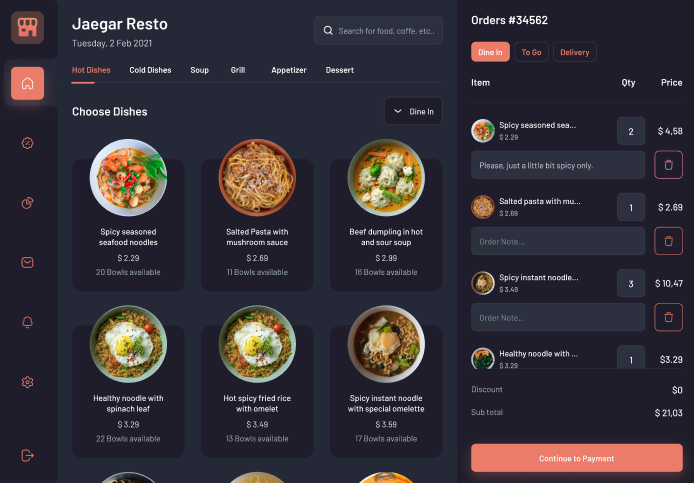 Jaegar Resto
Tuesday, 2 Feb 2021
Search for food, coffe, etc..
Hot Dishes
Cold Dishes
Soup
Grill
Appetizer
Dessert
Choose Dishes
Dine In
Spicy seasoned
seafood noodles
$ 2.29
20 Bowls available
Salted Pasta with
mushroom sauce
$ 2.69
11 Bowls available
Beef dumpling in hot
and sour soup
$ 2.99
16 Bowls available
Healthy noodle with
spinach leaf
$ 3.29
22 Bowls available
Hot spicy fried rice
with omelet
$ 3.49
13 Bowls available
Spicy instant noodle
with special omelette
$ 3.59
17 Bowls available
Orders #34562
Dine In
To Go
Delivery
Item
Qty
Price
Spicy seasoned sea...
$ 2.29
2
$ 4,58
Please, just a little bit spicy only.
Salted pasta with mu...
$ 2.69
1
$ 2.69
Order Note...
Spicy instant noodle...
$ 3.49
3
$ 10,47
Order Note...
Healthy noodle with ...
$ 3.29
1
$3.29
Discount
$0
Sub total
$ 21,03
Continue to Payment